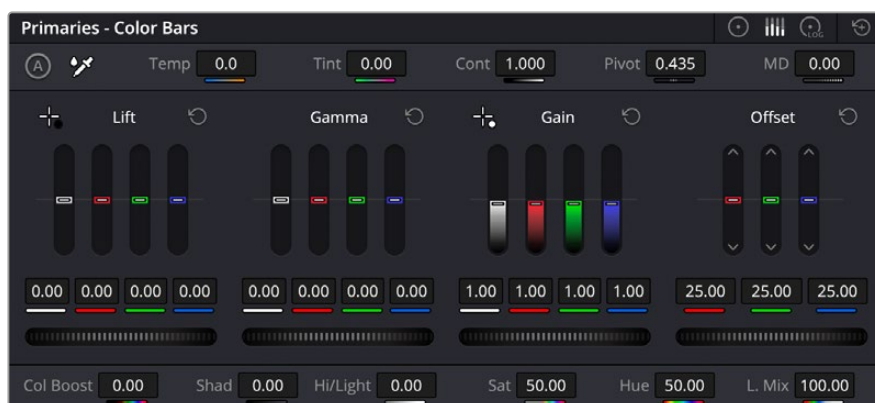 Primaries - Color Bars LOG
A Temp 0.0 Tint 0.00 Cont 1.000 Pivot 0.435 MD 0.00
Lift Gamma Gain Offset
0.00 0.00 0.00 0.00 0.00 0.00 0.00 0.00 1.00 1.00 1.00 1.00 25.00 25.00 25.00
Col Boost 0.00 Shad 0.00 Hi/Light 0.00 Sat 50.00 Hue 50.00 L. Mix 100.00